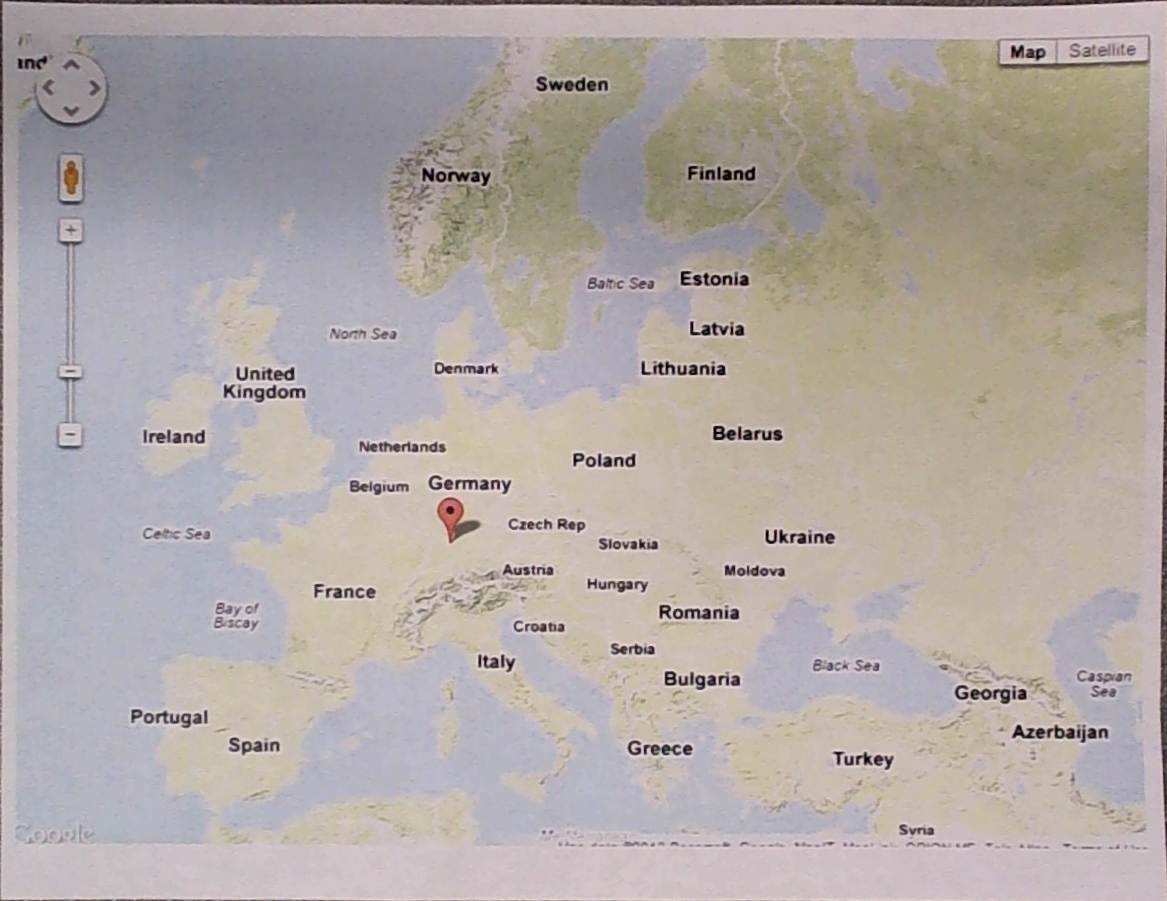 and
Map
Satellite
Sweden
Norway
Finland
Baltic Sea
Estonia
North Sea
Latvia
Denmark
Lithuania
United
Kingdom
Ireland
Belarus
Netherlands
Poland
Belgium
Germany
Celtic Sea
Czech Rep
Slovakia
Ukraine
Austria
Moldova
France
Hungary
Bay of
Biscay
Romania
Croatia
Serbia
Italy
Black Sea
Bulgaria
Caspian
Sea
Georgia
Portugal
Azerbaijan
Spain
Greece
Turkey
Syria
Google